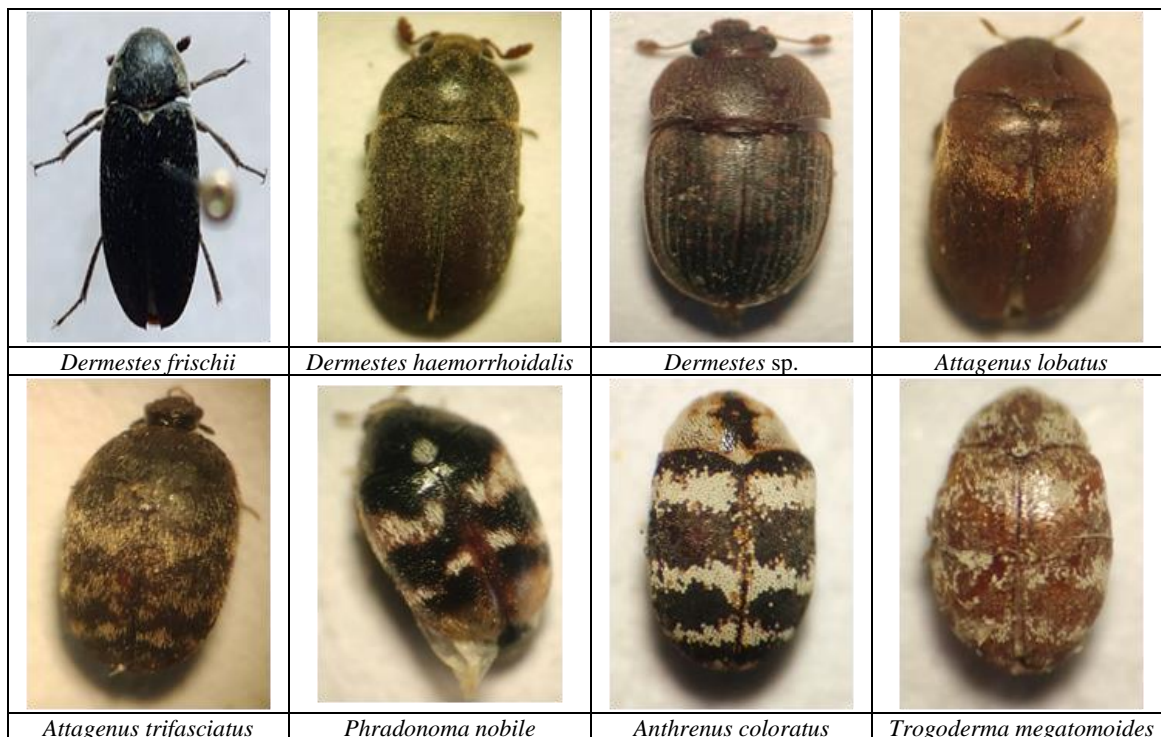 Dermestes frischii
Dermestes haemorrhoidalis
Dermestes sp.
Attagenus lobatus
Attagenus trifasciatus
Phradonoma nobile
Anthrenus coloratus
Trogoderma megatomoides